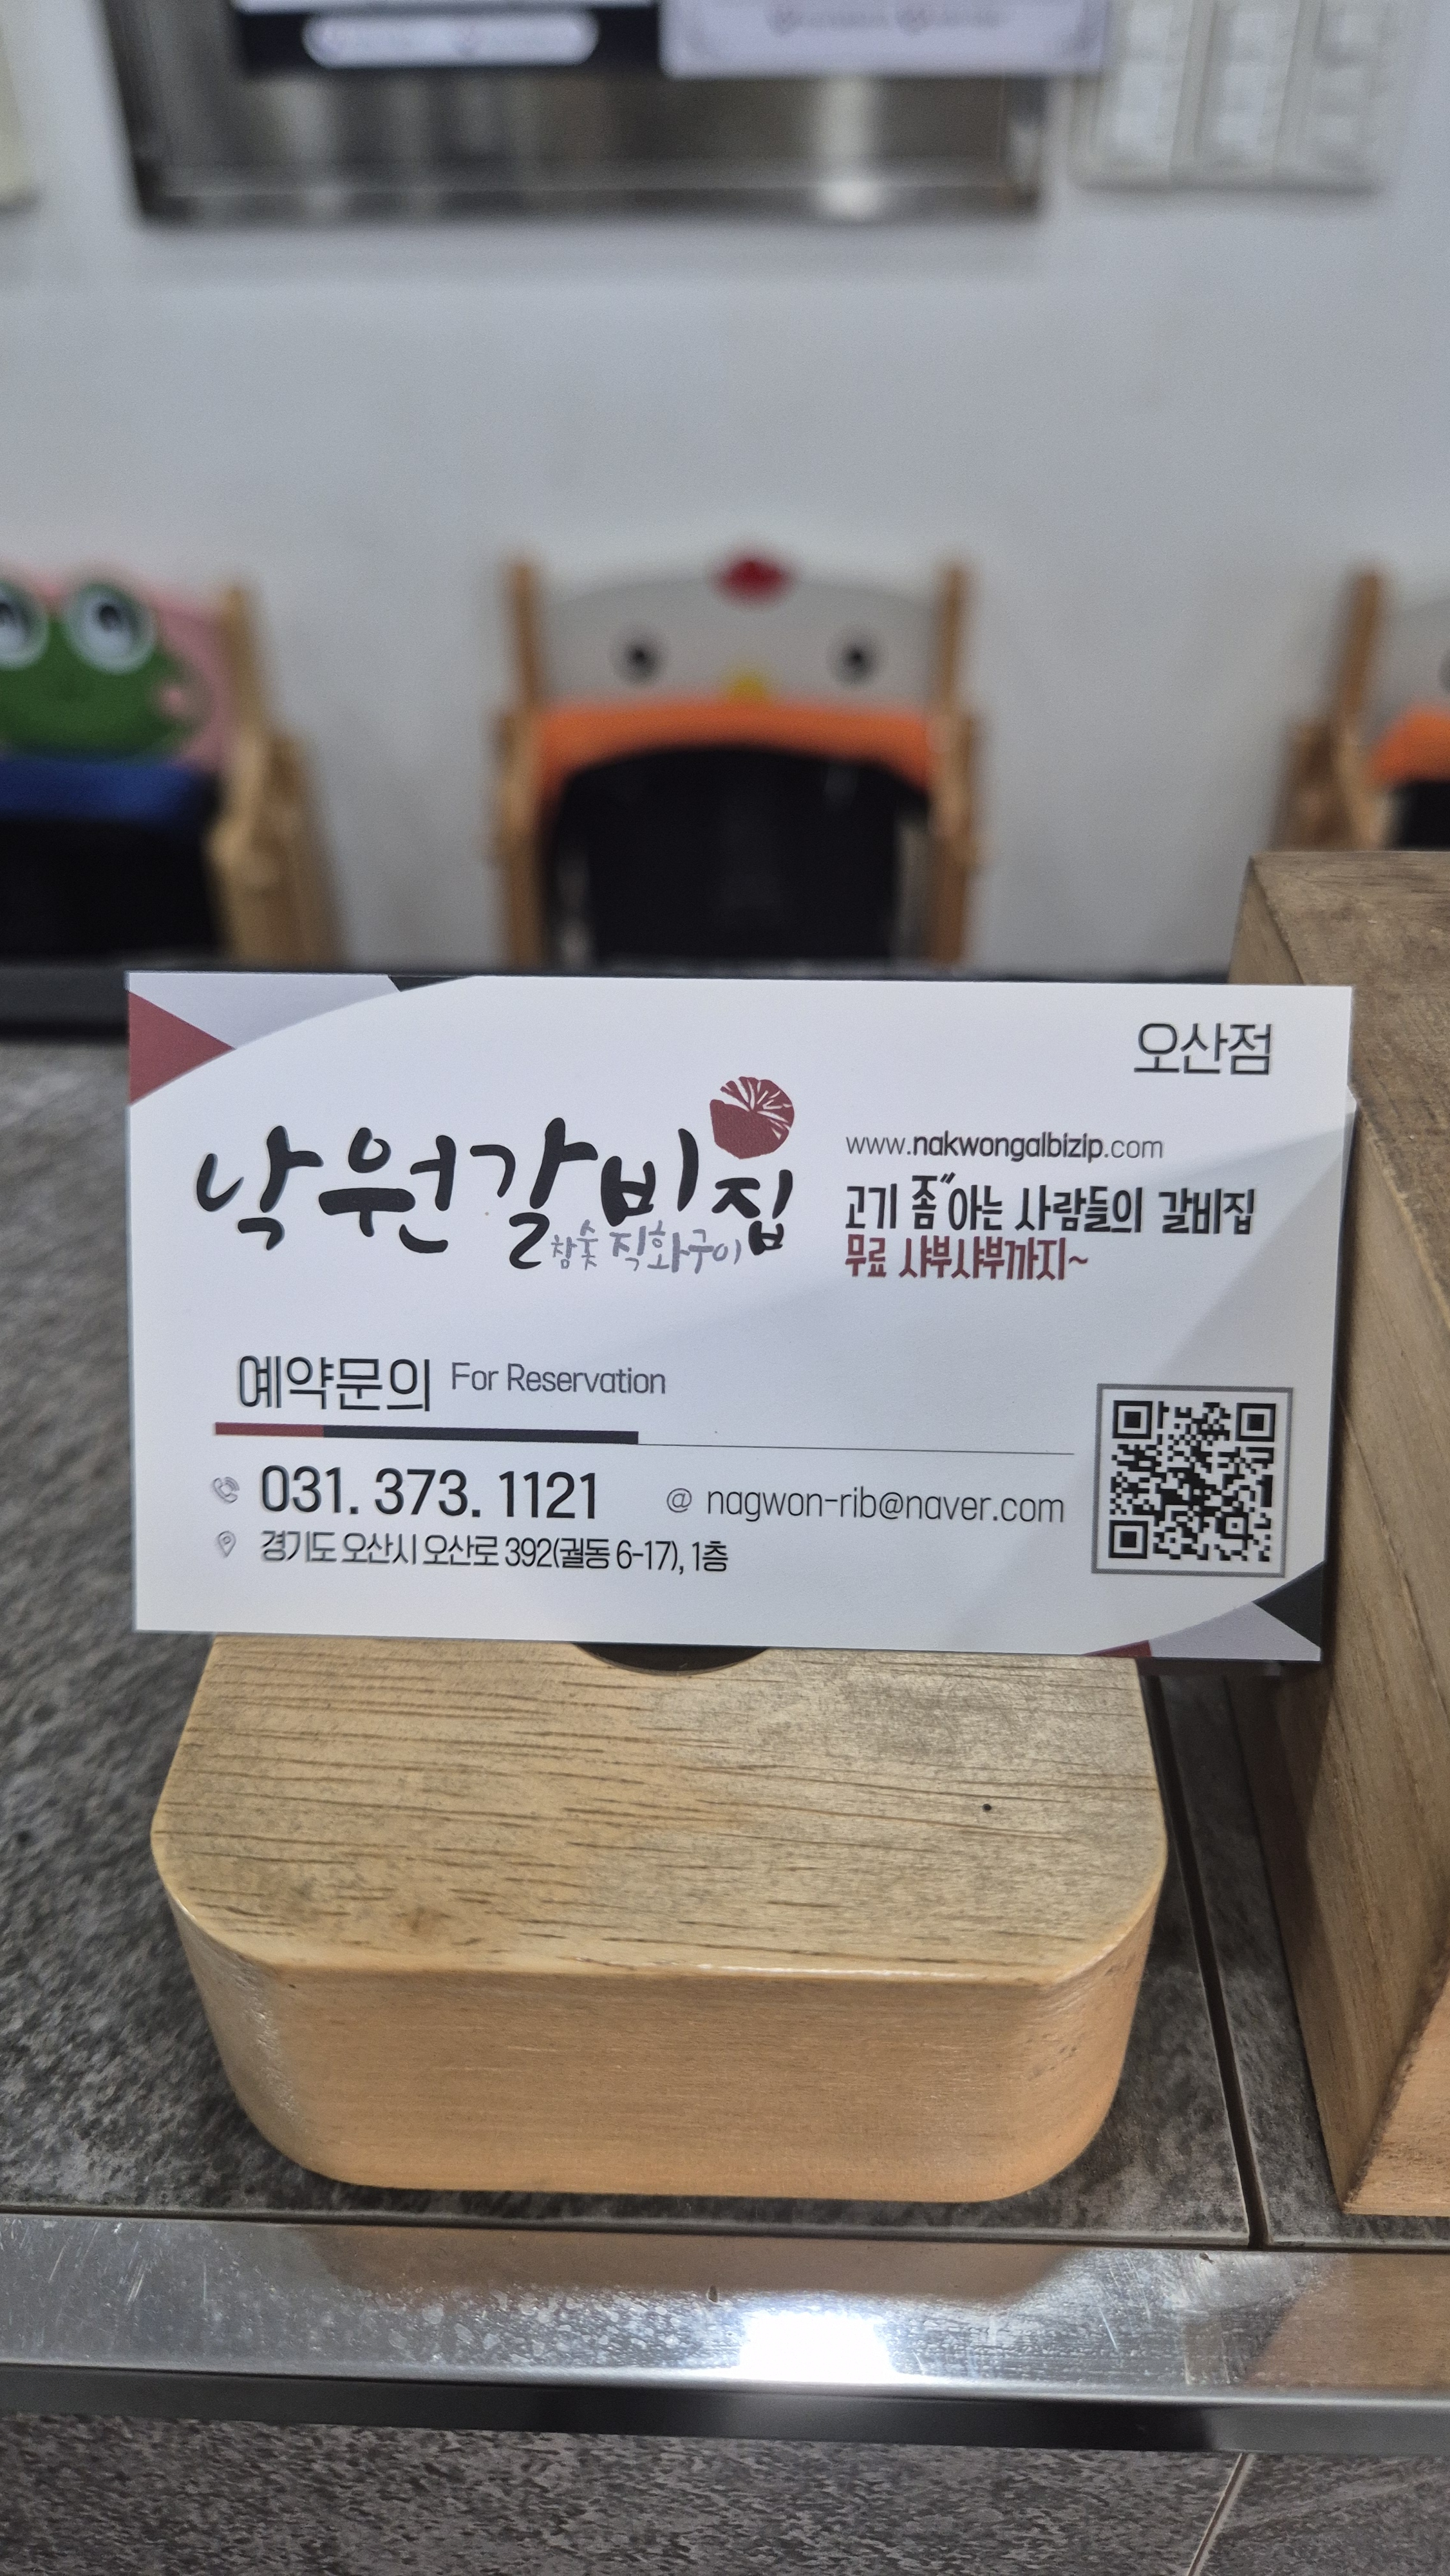 오산점
낙원갈비집
참숯 직화구이
www.nakwongalbizip.com
고기 좀"아는 사람들의 갈비집
무료 샤부샤부까지~
예약문의 For Reservation
031. 373. 1121
@ nagwon-rib@naver.com
경기도 오산시 오산로 392(궐동 6-17), 1층